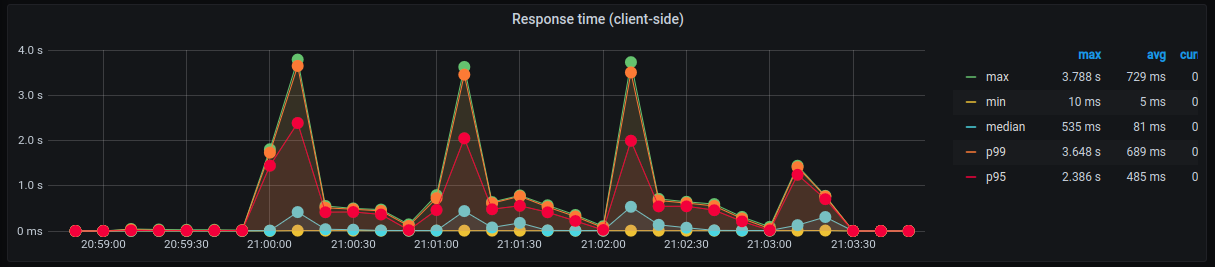 Response time (client-side)
4.0 s
3.0 s
2.0 s
1.0 s
0 ms
20:59:00 20:59:30 21:00:00 21:00:30 21:01:00 21:01:30 21:02:00 21:02:30 21:03:00 21:03:30
max avg cur
max 3.788 s 729 ms 0
min 10 ms 5 ms 0
median 535 ms 81 ms 0
p99 3.648 s 689 ms 0
p95 2.386 s 485 ms 0